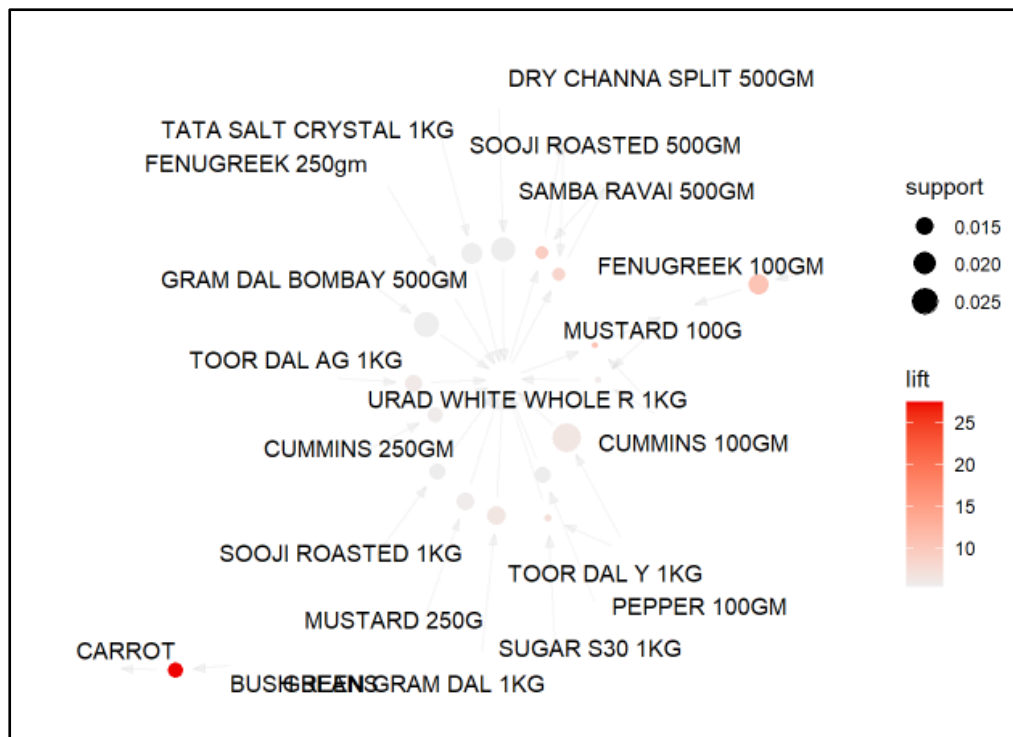 DRY CHANNA SPLIT 500GM
TATA SALT CRYSTAL 1KG
SOOJI ROASTED 500GM
FENUGREEK 250gm
SAMBA RAVAI 500GM
support
0.015
0.020
0.025
FENUGREEK 100GM
GRAM DAL BOMBAY 500GM
MUSTARD 100G
TOOR DAL AG 1KG
lift
25
20
15
10
URAD WHITE WHOLE R 1KG
CUMMINS 250GM
CUMMINS 100GM
SOOJI ROASTED 1KG
TOOR DAL Y 1KG
PEPPER 100GM
MUSTARD 250G
SUGAR S30 1KG
CARROT
BUSH BEANS
GREEN GRAM DAL 1KG